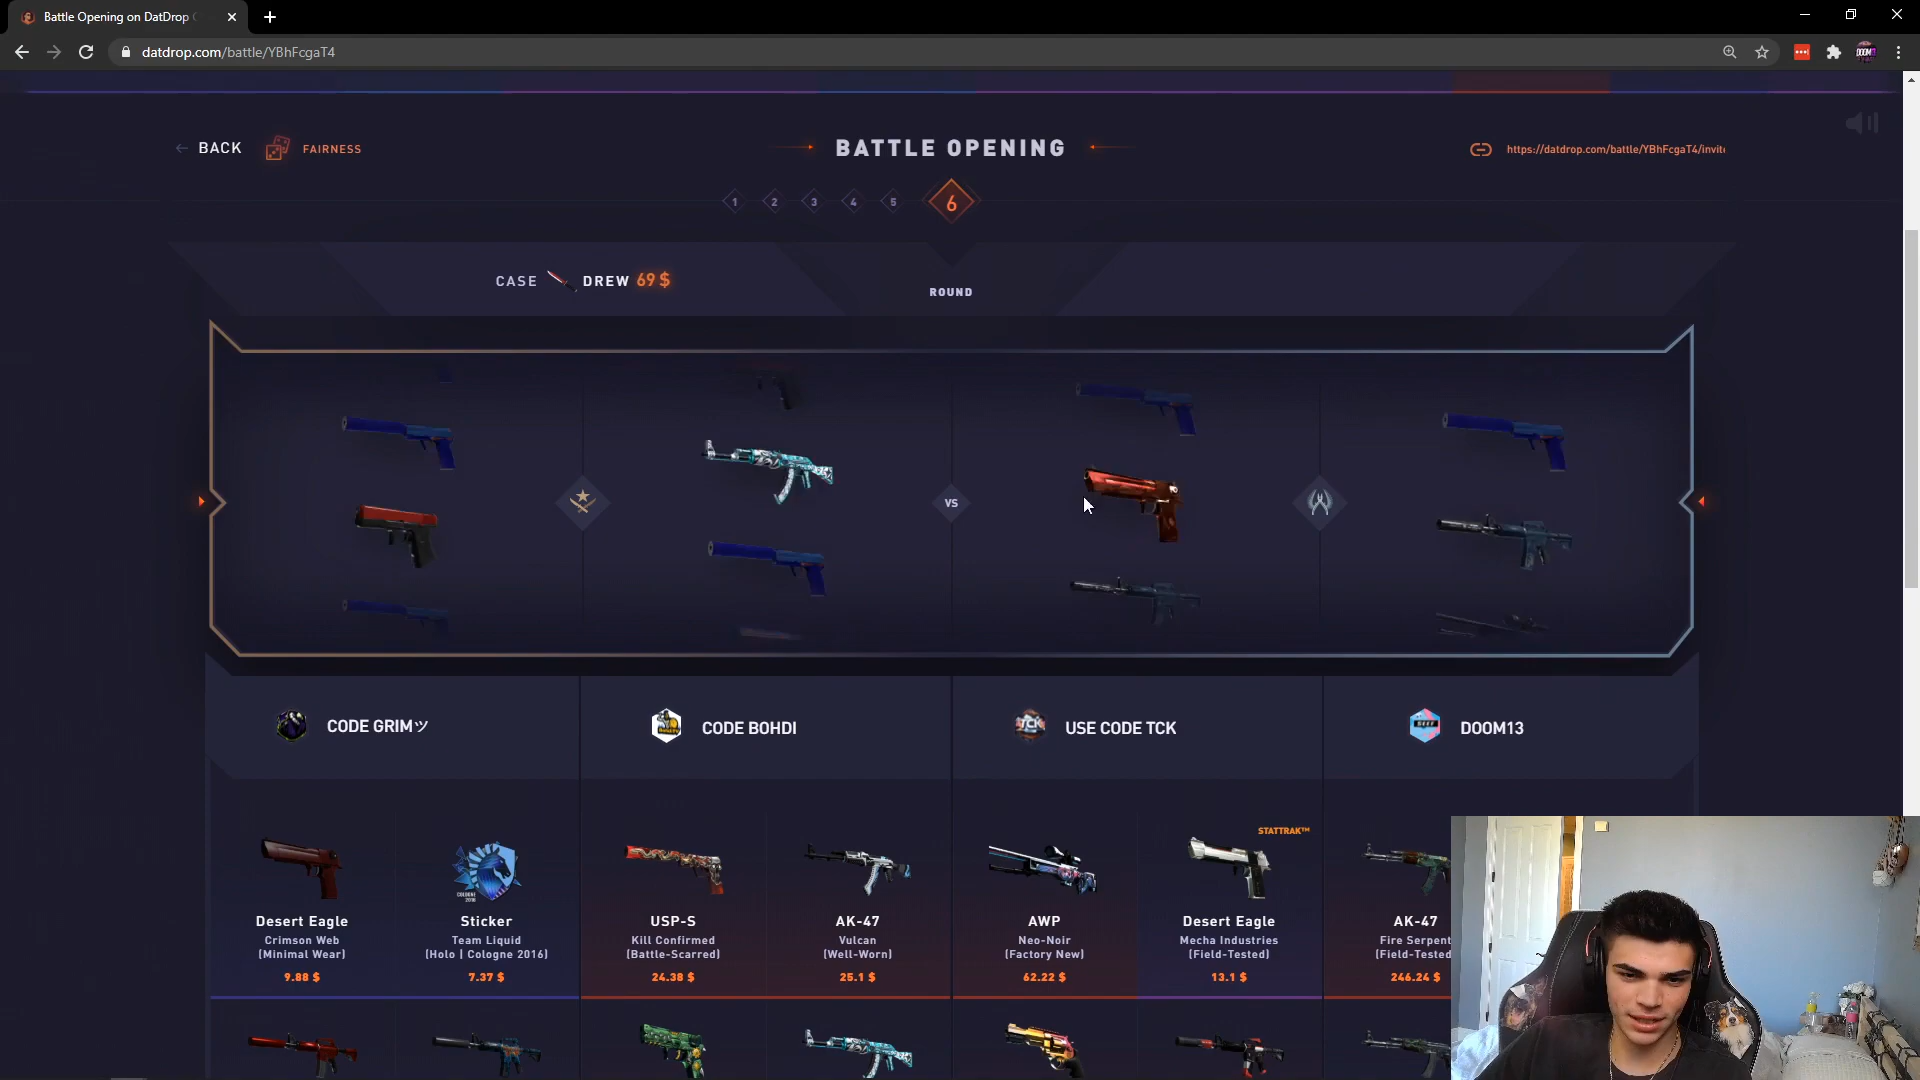 Battle Opening on DatDrop
datdrop.com/battle/YBhFcgaT4
BACK
FAIRNESS
BATTLE OPENING
https://datdrop.com/battle/YBhFcgaT4/invite
1 2 3 4 5 6
CASE DREW 69 $
ROUND
VS
CODE GRIMツ
CODE BOHDI
TCK
USE CODE TCK
DOOM13
STATTRAK™
Desert Eagle
Crimson Web
(Minimal Wear)
9.88 $
Sticker
Team Liquid
(Holo | Cologne 2016)
7.37 $
USP-S
Kill Confirmed
(Battle-Scarred)
24.38 $
AK-47
Vulcan
(Well-Worn)
25.1 $
AWP
Neo-Noir
(Factory New)
62.22 $
Desert Eagle
Mecha Industries
(Field-Tested)
13.1 $
AK-47
Fire Serpent
(Field-Tested
246.24 $